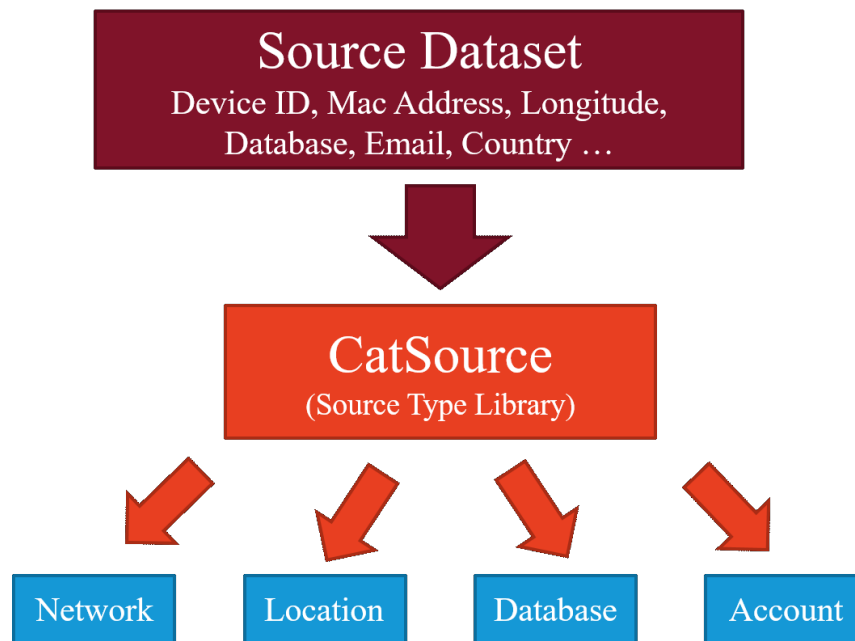 Source Dataset
Device ID, Mac Address, Longitude,
Database, Email, Country ...
CatSource
(Source Type Library)
Network
Location
Database
Account